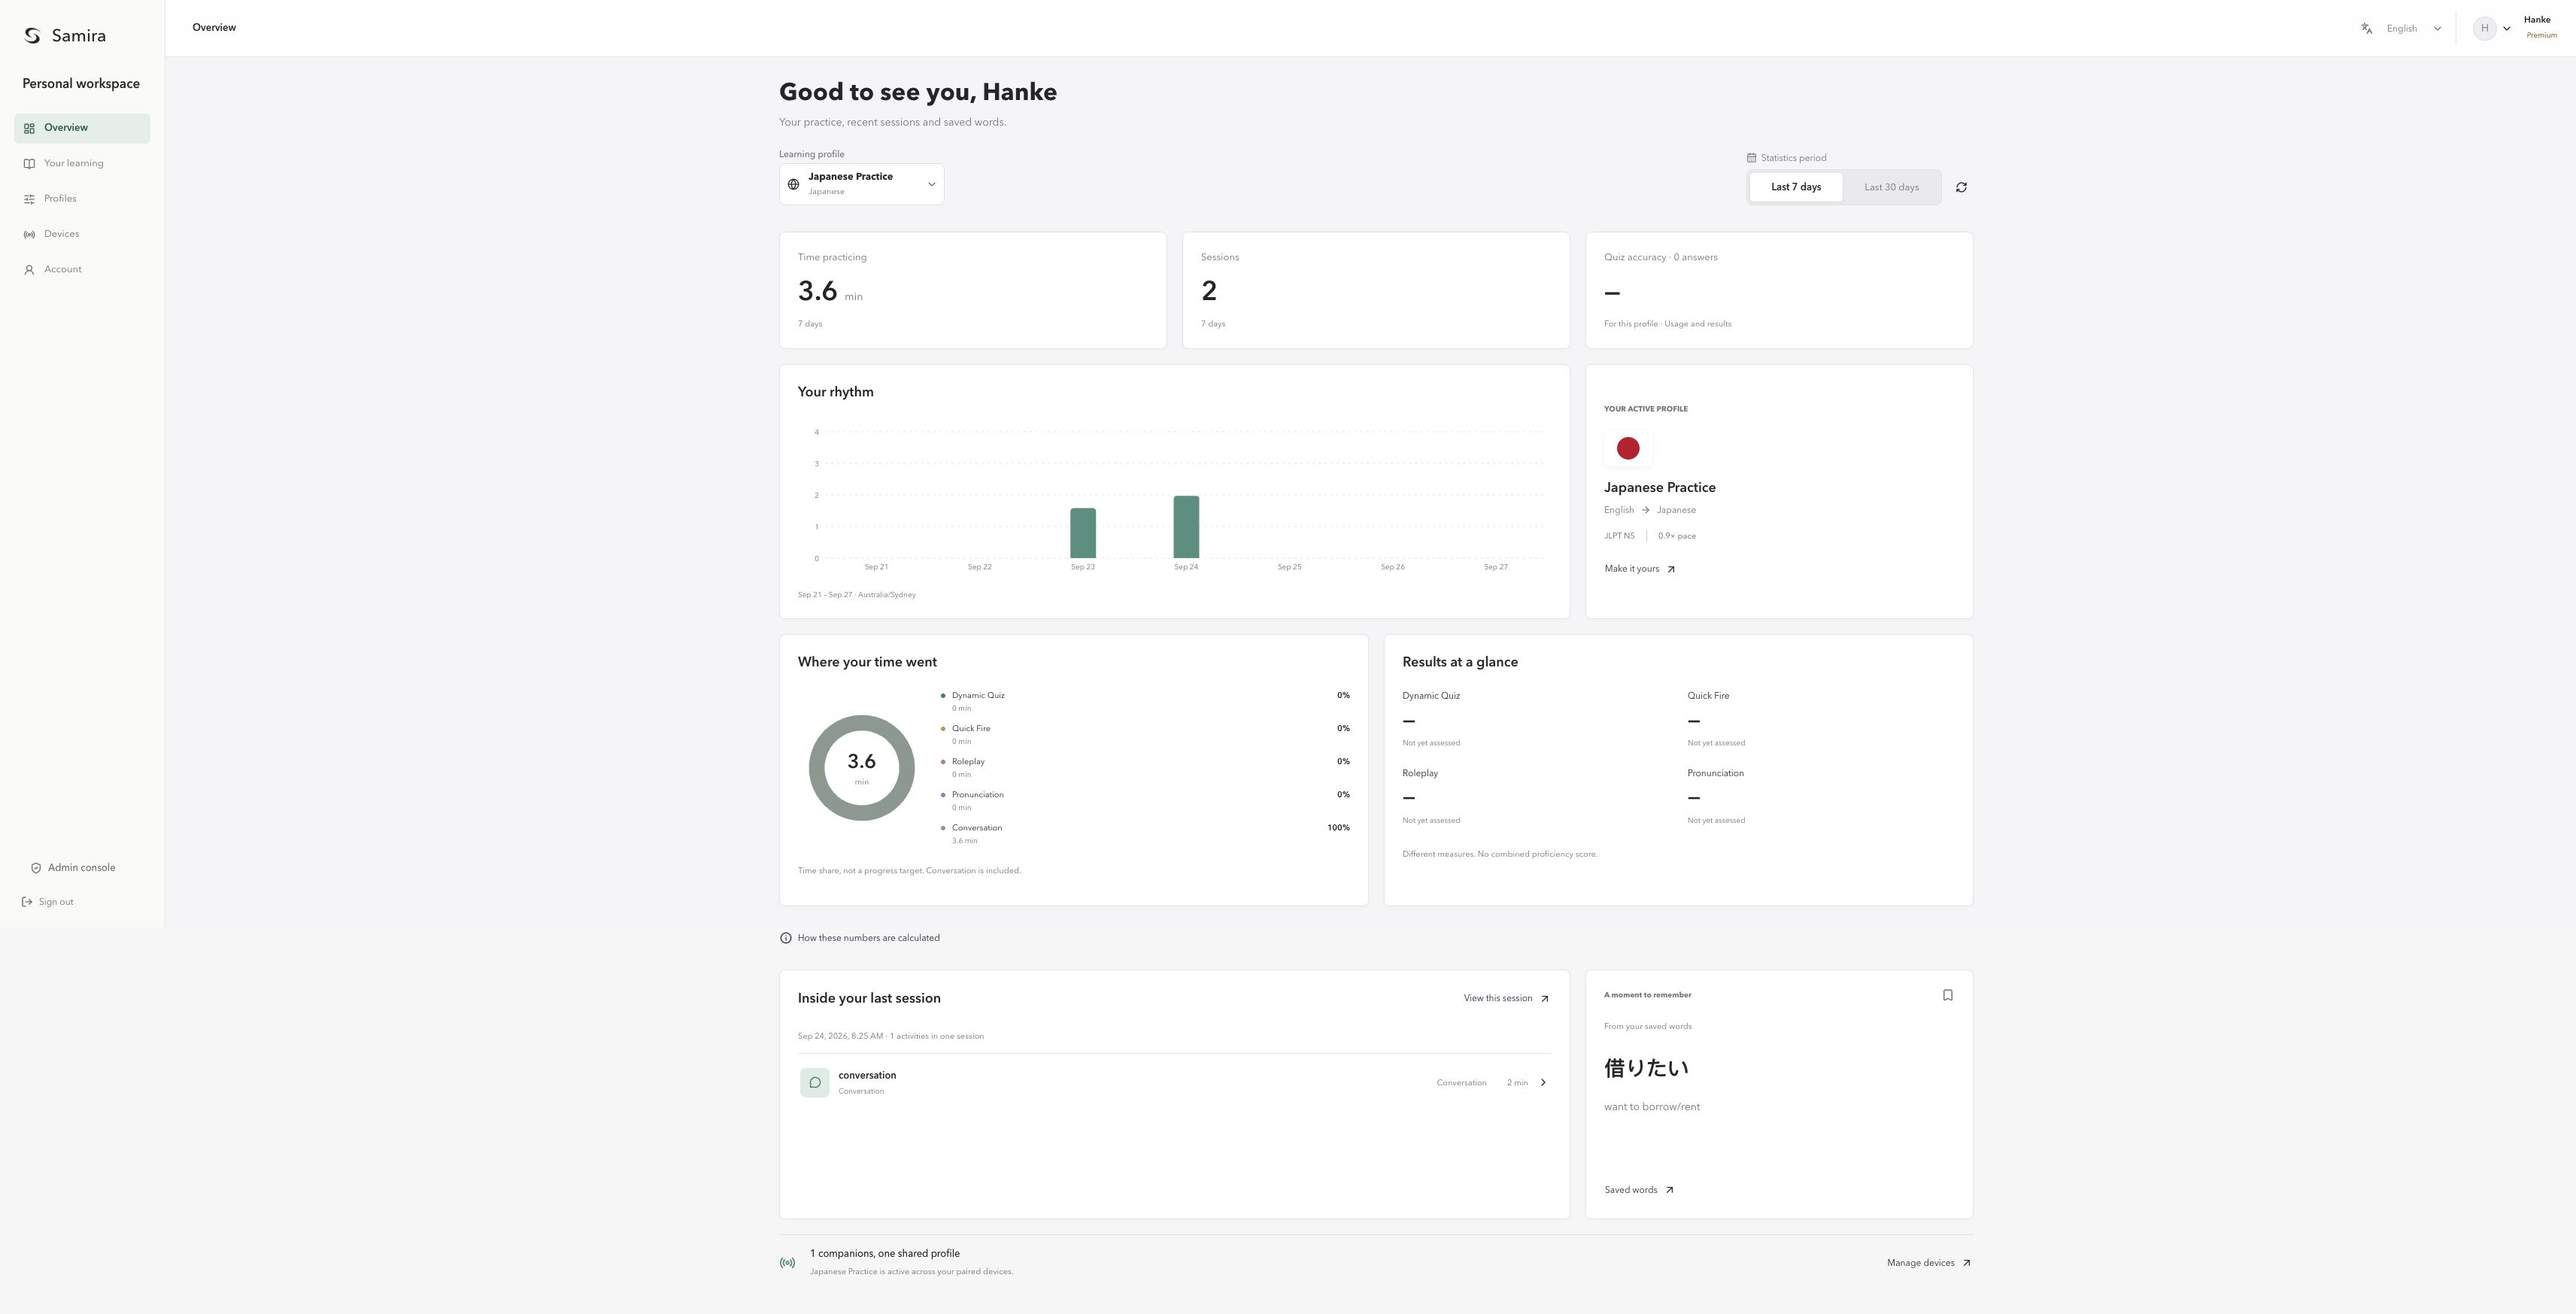 Samira
Personal workspace
Overview
Your learning
Profiles
Devices
Account
Admin console
Sign out
Overview
English
H
Hanke
Premium
Good to see you, Hanke
Your practice, recent sessions and saved words.
Learning profile
Japanese Practice
Japanese
Statistics period
Last 7 days
Last 30 days
Time practicing
3.6 min
7 days
Sessions
2
7 days
Quiz accuracy · 0 answers
—
For this profile · Usage and results
Your rhythm
4
3
2
1
0
Sep 21 Sep 22 Sep 23 Sep 24 Sep 25 Sep 26 Sep 27
Sep 21 – Sep 27 · Australia/Sydney
YOUR ACTIVE PROFILE
Japanese Practice
English → Japanese
JLPT N5 0.9× pace
Make it yours
Where your time went
3.6
min
Dynamic Quiz 0%
0 min
Quick Fire 0%
0 min
Roleplay 0%
0 min
Pronunciation 0%
0 min
Conversation 100%
3.6 min
Time share, not a progress target. Conversation is included.
Results at a glance
Dynamic Quiz
—
Not yet assessed
Quick Fire
—
Not yet assessed
Roleplay
—
Not yet assessed
Pronunciation
—
Not yet assessed
Different measures. No combined proficiency score.
How these numbers are calculated
Inside your last session
View this session
Sep 24, 2026, 8:25 AM · 1 activities in one session
conversation
Conversation
Conversation 2 min
A moment to remember
From your saved words
借りたい
want to borrow/rent
Saved words
1 companions, one shared profile
Japanese Practice is active across your paired devices.
Manage devices